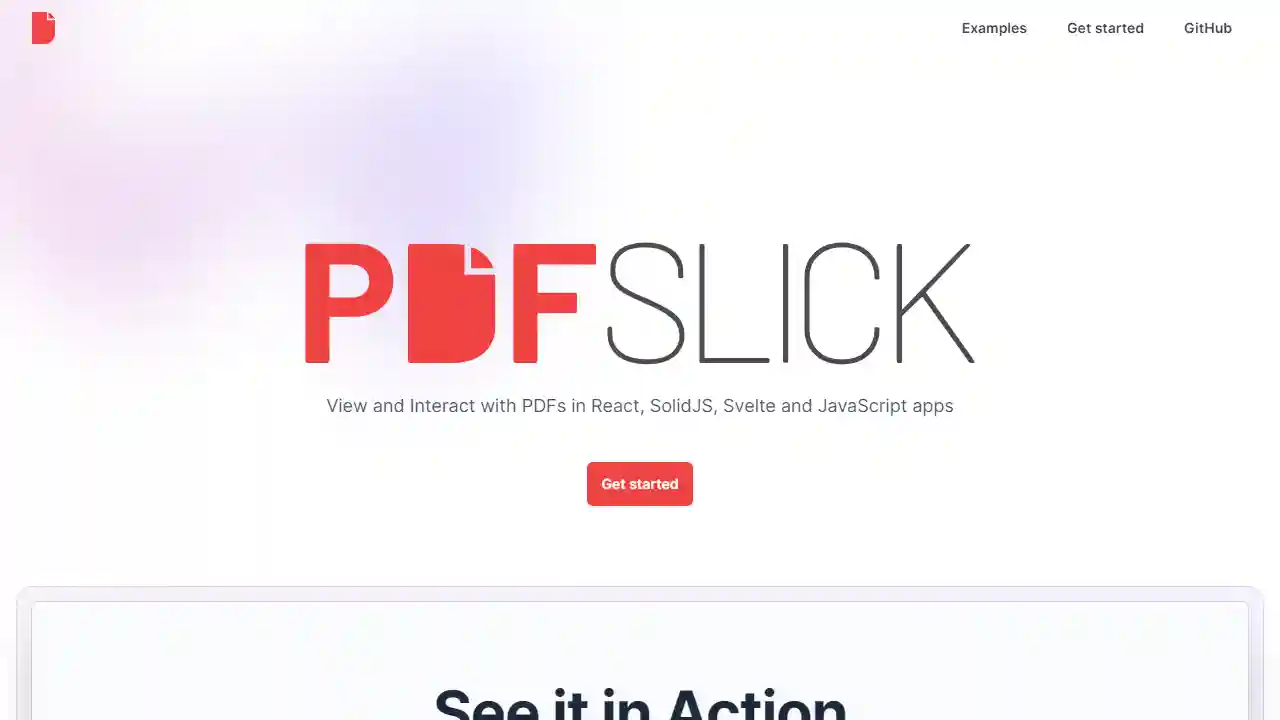 Examples
Get started
GitHub
PDFSLICK
View and Interact with PDFs in React, SolidJS, Svelte and JavaScript apps
Get started
See it in Action